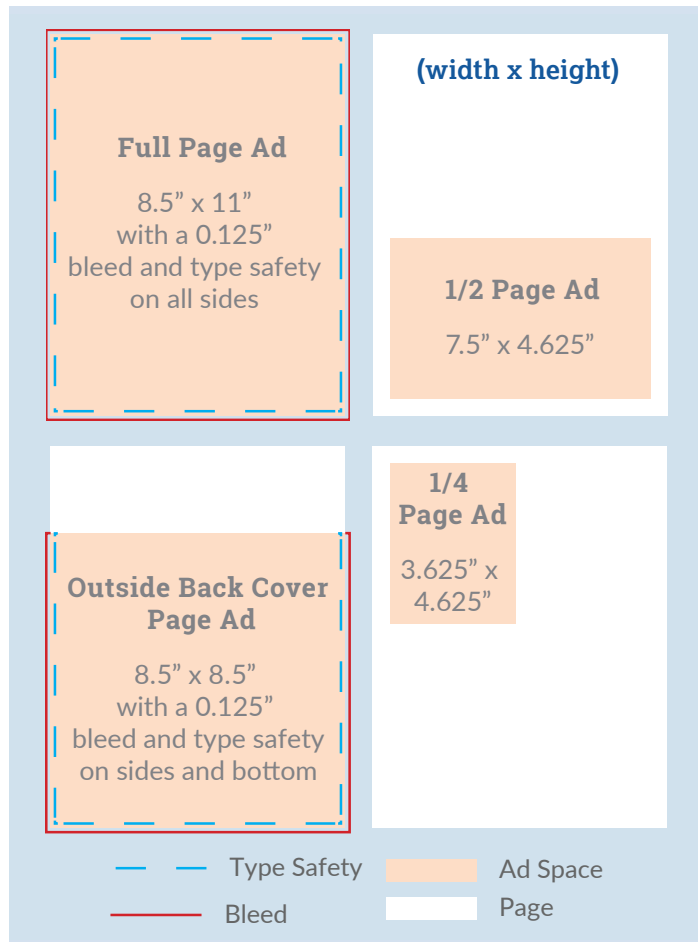 Full Page Ad
8.5” x 11”
with a 0.125”
bleed and type safety
on all sides
(width x height)
1/2 Page Ad
7.5” x 4.625”
Outside Back Cover
Page Ad
8.5” x 8.5”
with a 0.125”
bleed and type safety
on sides and bottom
1/4
Page Ad
3.625” x
4.625”
Type Safety
Ad Space
Bleed
Page